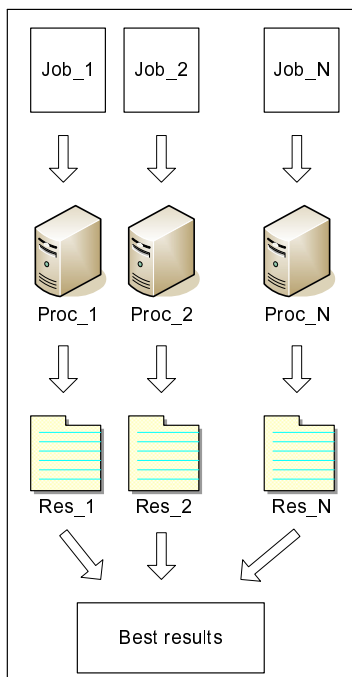 Job_1 Job_2 Job_N
Proc_1 Proc_2 Proc_N
Res_1 Res_2 Res_N
Best results